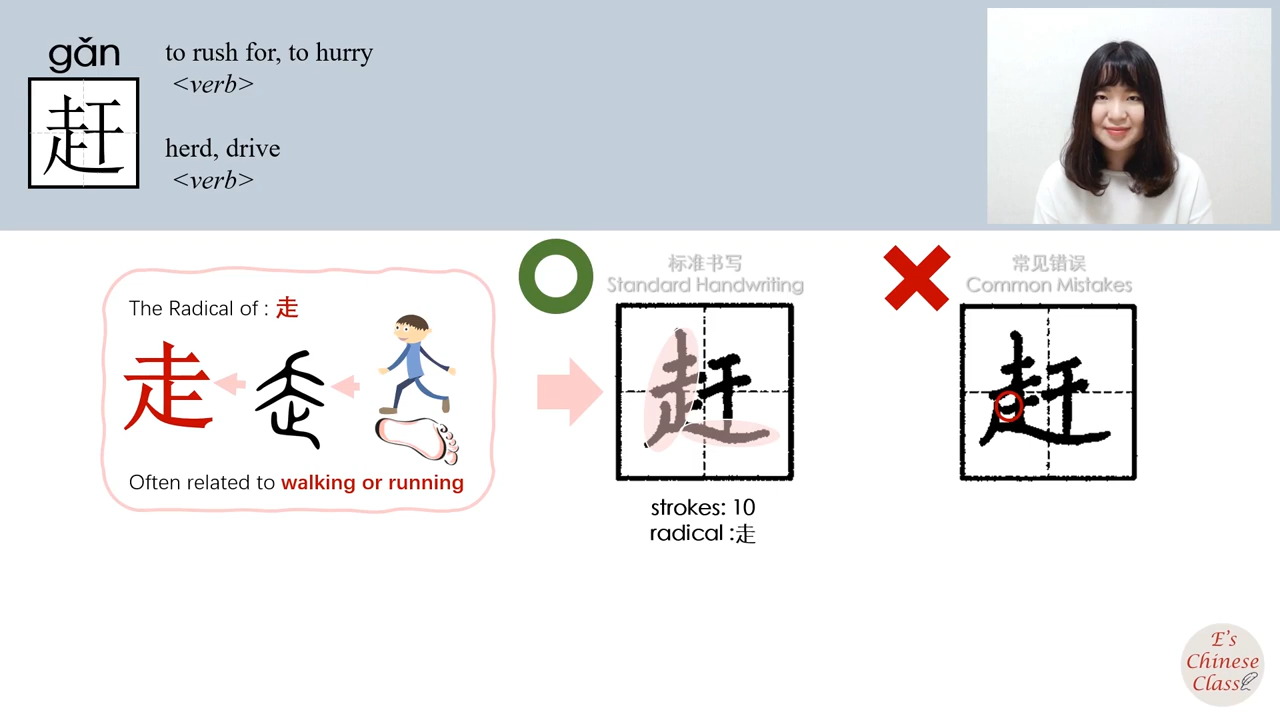 gǎn
赶
to rush for, to hurry
<verb>
herd, drive
<verb>
The Radical of : 走
走
Often related to walking or running
标准书写
Standard Handwriting
赶
strokes: 10
radical :走
常见错误
Common Mistakes
赶
E's
Chinese
Class